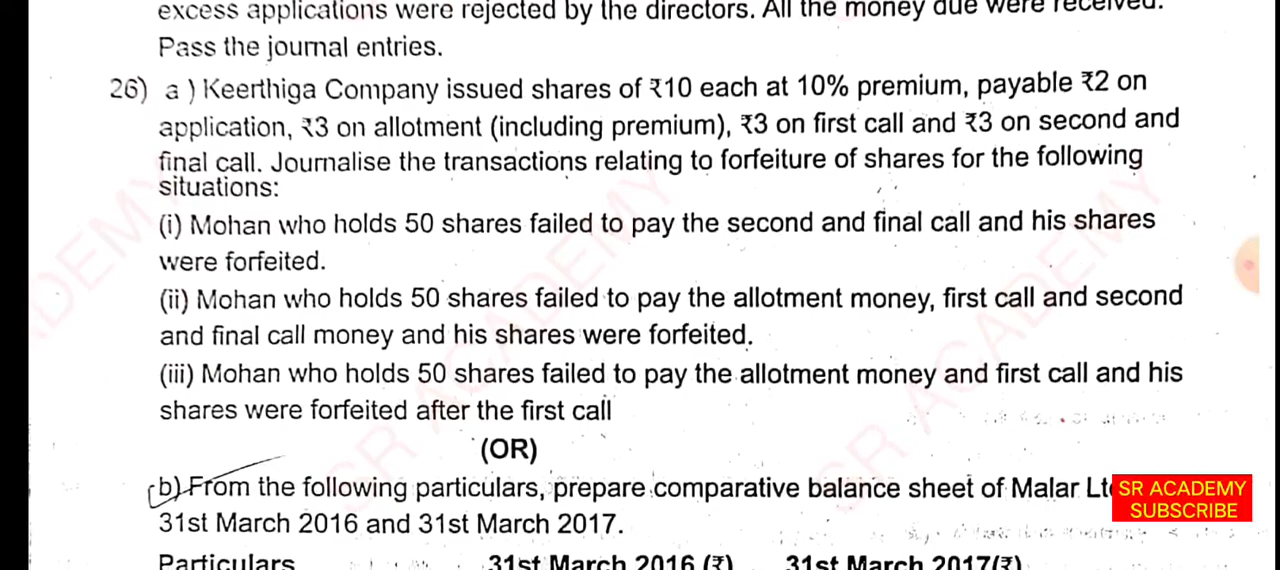 excess applications were rejected by the directors. All the money due were received.
Pass the journal entries.
26) a ) Keerthiga Company issued shares of ₹10 each at 10% premium, payable ₹2 on
application, ₹3 on allotment (including premium), ₹3 on first call and ₹3 on second and
final call. Journalise the transactions relating to forfeiture of shares for the following
situations:
(i) Mohan who holds 50 shares failed to pay the second and final call and his shares
were forfeited.
(ii) Mohan who holds 50 shares failed to pay the allotment money, first call and second
and final call money and his shares were forfeited.
(iii) Mohan who holds 50 shares failed to pay the allotment money and first call and his
shares were forfeited after the first call
(OR)
b) From the following particulars, prepare comparative balance sheet of Malar
31st March 2016 and 31st March 2017.
Particulars 31st March 2016 (₹) 31st March 2017(₹)
SR ACADEMY
SUBSCRIBE
SR ACADEMY
SR ACADEMY